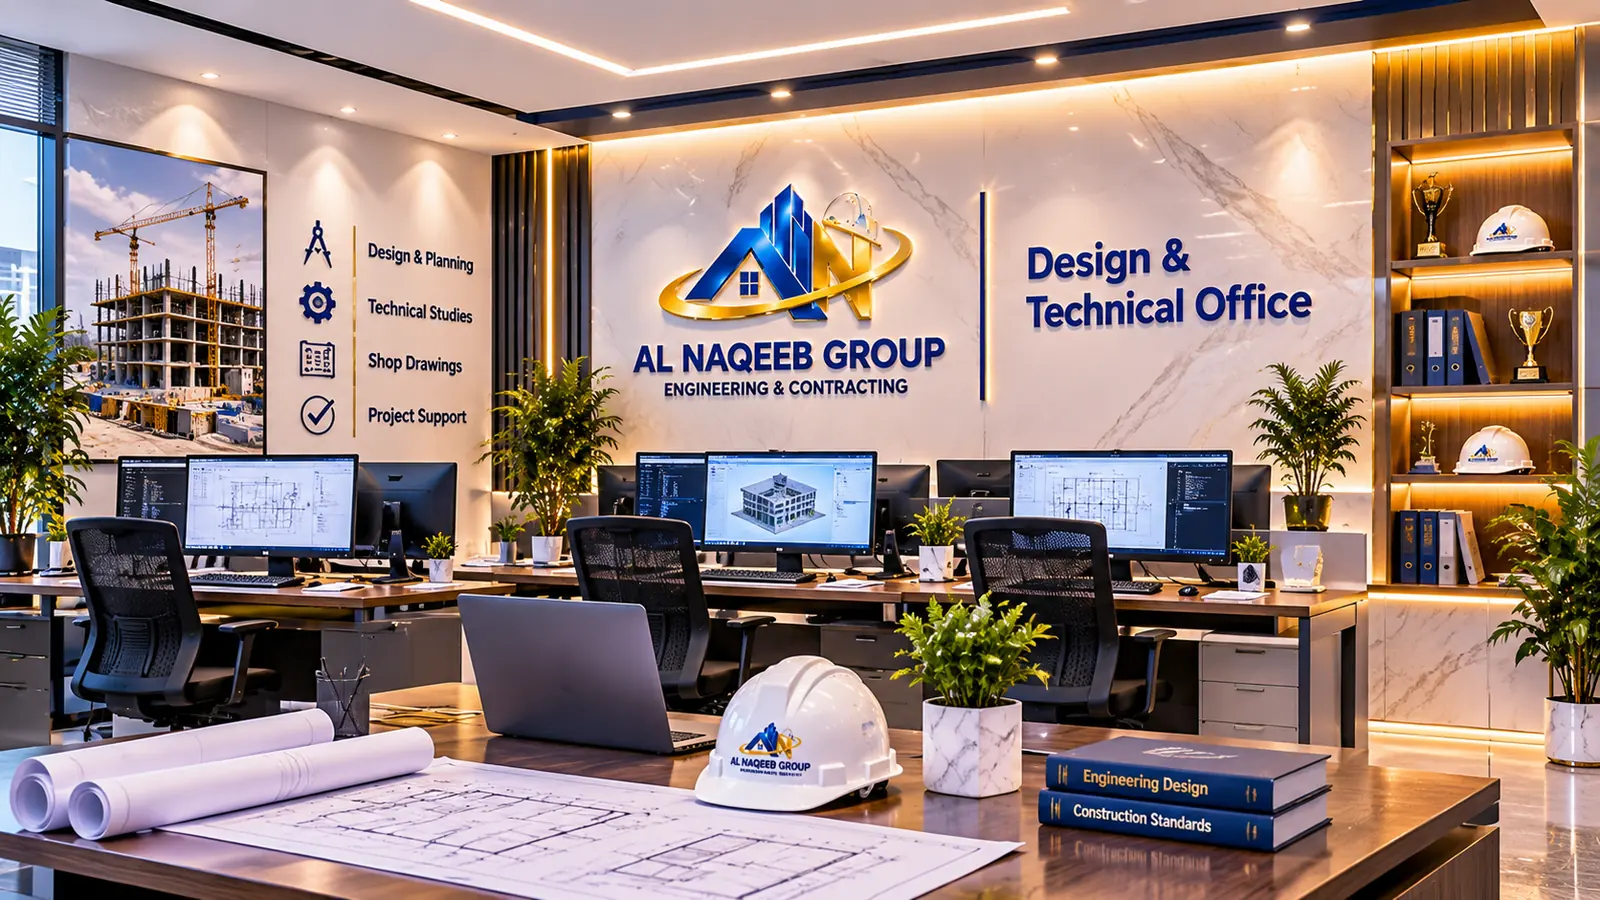 Design & Planning
Technical Studies
Shop Drawings
Project Support
AL NAQEEB GROUP
ENGINEERING & CONTRACTING
Design &
Technical Office
AL NAQEEB GROUP
Engineering Design
Construction Standards